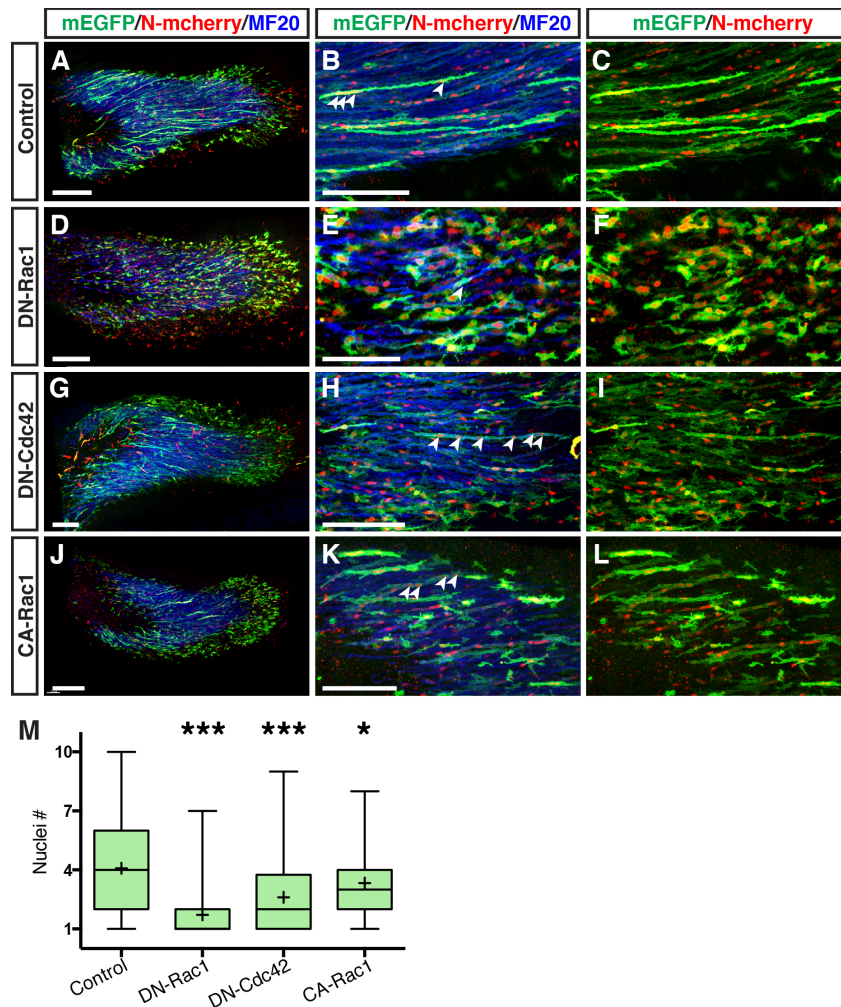 mEGFP/N-mcherry/MF20 mEGFP/N-mcherry/MF20 mEGFP/N-mcherry
Control
A B C
DN-Rac1
D E F
DN-Cdc42
G H I
CA-Rac1
J K L
M
*** *** *
Nuclei #
10
7
4
1
Control DN-Rac1 DN-Cdc42 CA-Rac1